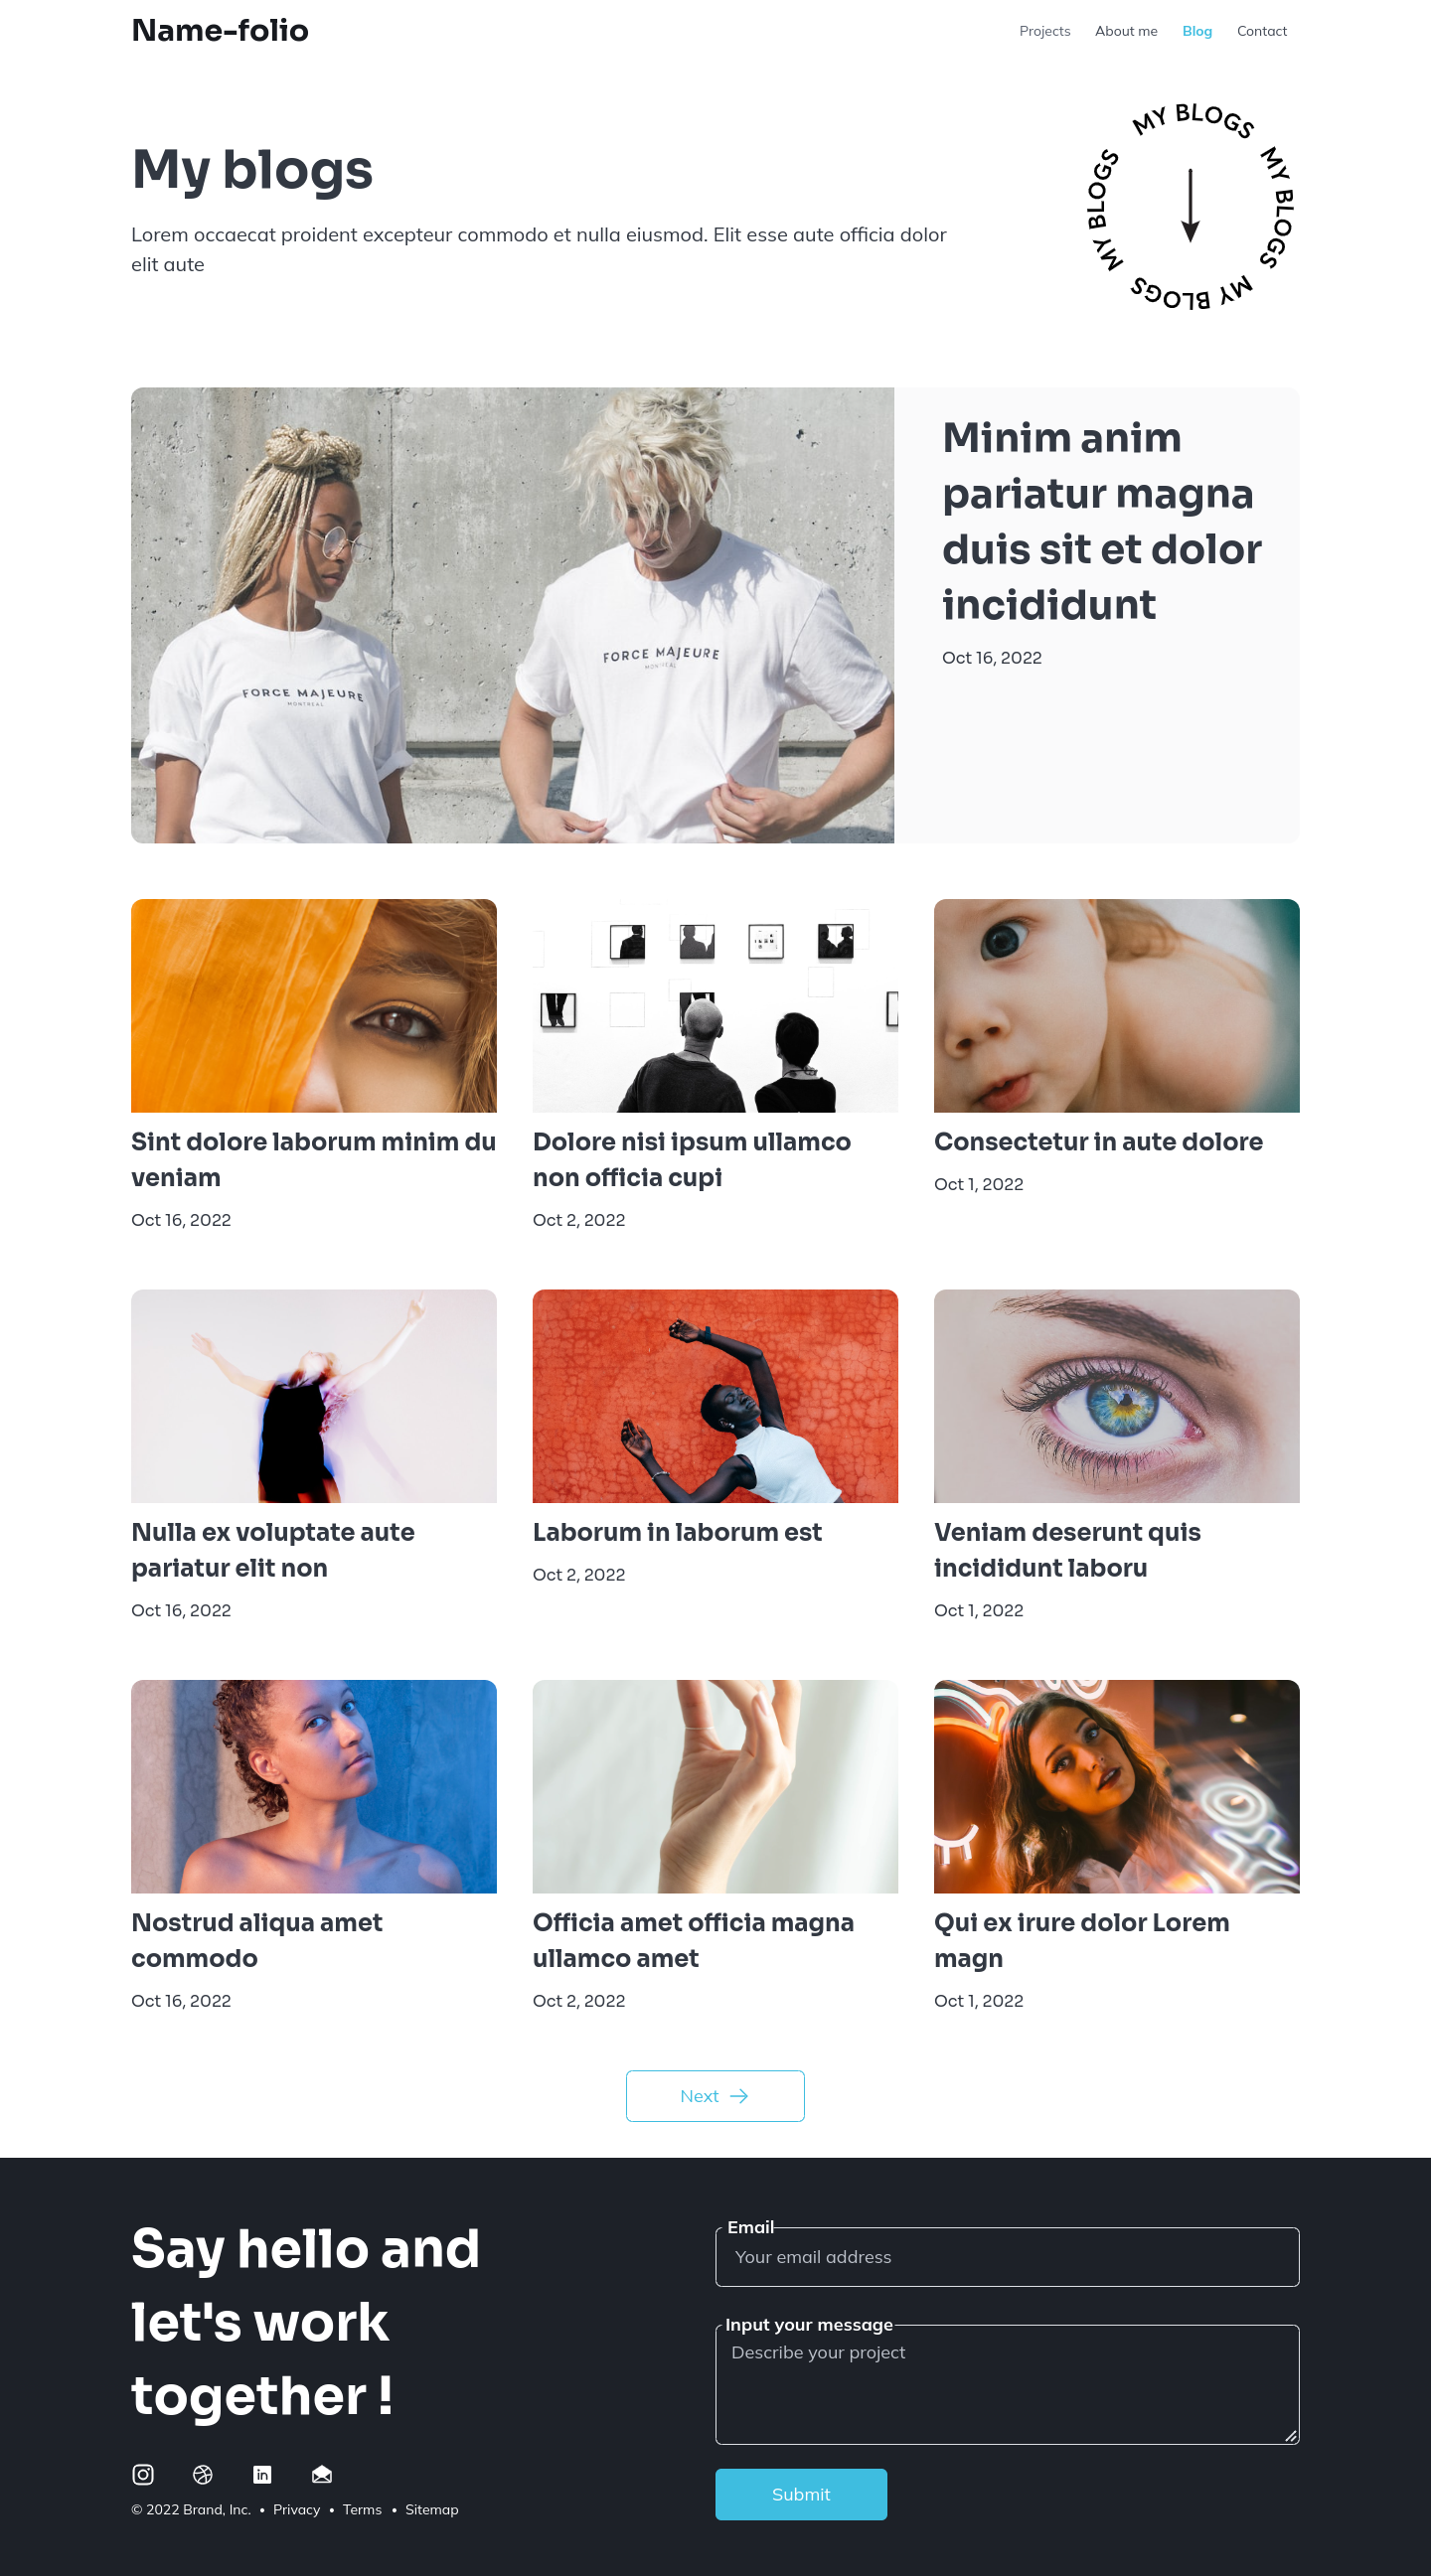 Name-folio
Projects
About me
Blog
Contact
My blogs
Lorem occaecat proident excepteur commodo et nulla eiusmod. Elit esse aute officia dolor
elit aute
MY BLOGS MY BLOGS MY BLOGS MY BLOGS
FORCE MAJEURE
MONTREAL
FORCE MAJEURE
MONTREAL
Minim anim
pariatur magna
duis sit et dolor
incididunt
Oct 16, 2022
Sint dolore laborum minim du
veniam
Oct 16, 2022
Dolore nisi ipsum ullamco
non officia cupi
Oct 2, 2022
Consectetur in aute dolore
Oct 1, 2022
Nulla ex voluptate aute
pariatur elit non
Oct 16, 2022
Laborum in laborum est
Oct 2, 2022
Veniam deserunt quis
incididunt laboru
Oct 1, 2022
Nostrud aliqua amet
commodo
Oct 16, 2022
Officia amet officia magna
ullamco amet
Oct 2, 2022
Qui ex irure dolor Lorem
magn
Oct 1, 2022
Next
Say hello and
let's work
together !
Email
Your email address
Input your message
Describe your project
Submit
© 2022 Brand, Inc. • Privacy • Terms • Sitemap